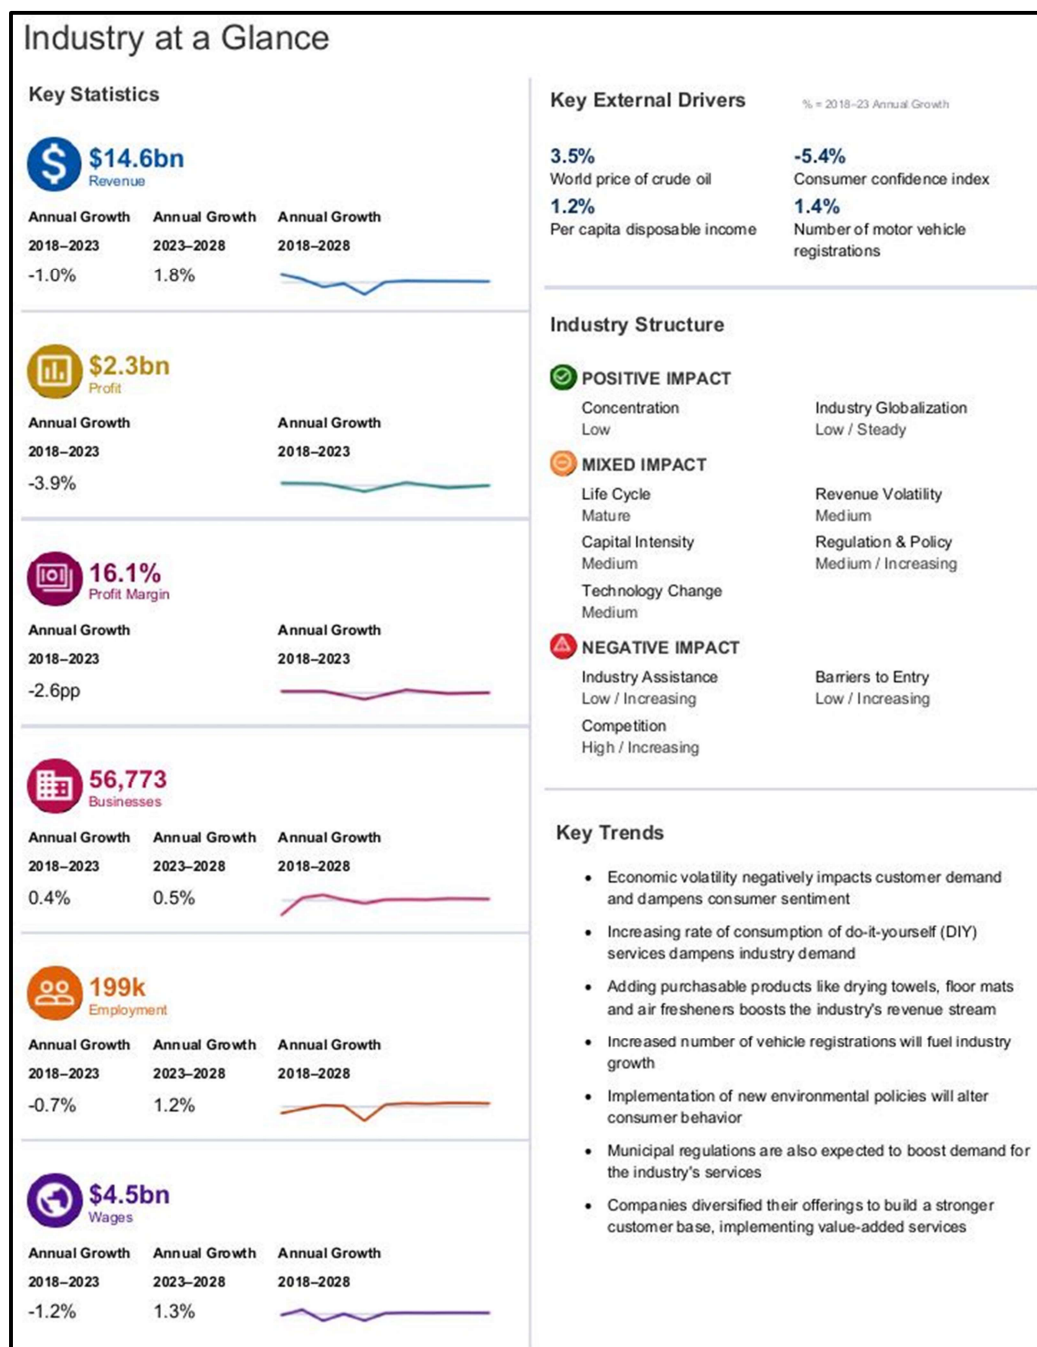 Industry at a Glance
Key Statistics
$14.6bn
Revenue
Annual Growth Annual Growth Annual Growth
2018–2023 2023–2028 2018–2028
-1.0% 1.8%
$2.3bn
Profit
Annual Growth Annual Growth
2018–2023 2018–2023
-3.9%
16.1%
Profit Margin
Annual Growth Annual Growth
2018–2023 2018–2023
-2.6pp
56,773
Businesses
Annual Growth Annual Growth Annual Growth
2018–2023 2023–2028 2018–2028
0.4% 0.5%
199k
Employment
Annual Growth Annual Growth Annual Growth
2018–2023 2023–2028 2018–2028
-0.7% 1.2%
$4.5bn
Wages
Annual Growth Annual Growth Annual Growth
2018–2023 2023–2028 2018–2028
-1.2% 1.3%
Key External Drivers % = 2018–23 Annual Growth
3.5% -5.4%
World price of crude oil Consumer confidence index
1.2% 1.4%
Per capita disposable income Number of motor vehicle
registrations
Industry Structure
POSITIVE IMPACT
Concentration Industry Globalization
Low Low / Steady
MIXED IMPACT
Life Cycle Revenue Volatility
Mature Medium
Capital Intensity Regulation & Policy
Medium Medium / Increasing
Technology Change
Medium
NEGATIVE IMPACT
Industry Assistance Barriers to Entry
Low / Increasing Low / Increasing
Competition
High / Increasing
Key Trends
• Economic volatility negatively impacts customer demand
and dampens consumer sentiment
• Increasing rate of consumption of do-it-yourself (DIY)
services dampens industry demand
• Adding purchasable products like drying towels, floor mats
and air fresheners boosts the industry's revenue stream
• Increased number of vehicle registrations will fuel industry
growth
• Implementation of new environmental policies will alter
consumer behavior
• Municipal regulations are also expected to boost demand for
the industry's services
• Companies diversified their offerings to build a stronger
customer base, implementing value-added services